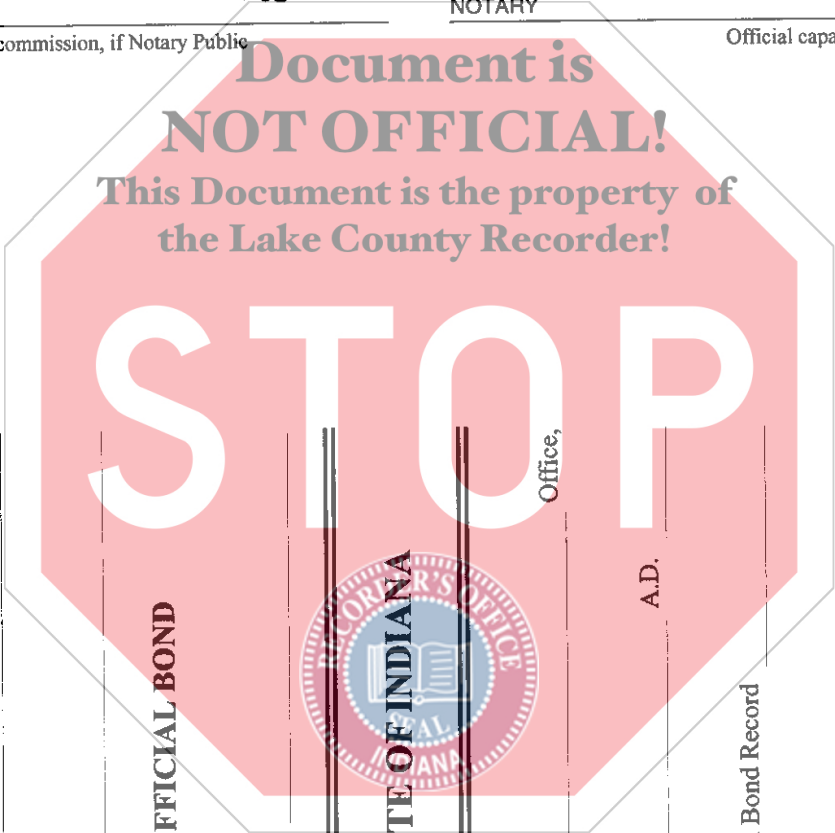 NOTARY
commission, if Notary Public
Official capa
Document is
NOT OFFICIAL!
This Document is the property of
the Lake County Recorder!
STOP
Office,
A.D.
FFICIAL BOND
TE OF INDIANA
Bond Record
RECORDER'S OFFICE
SEAL
INDIANA